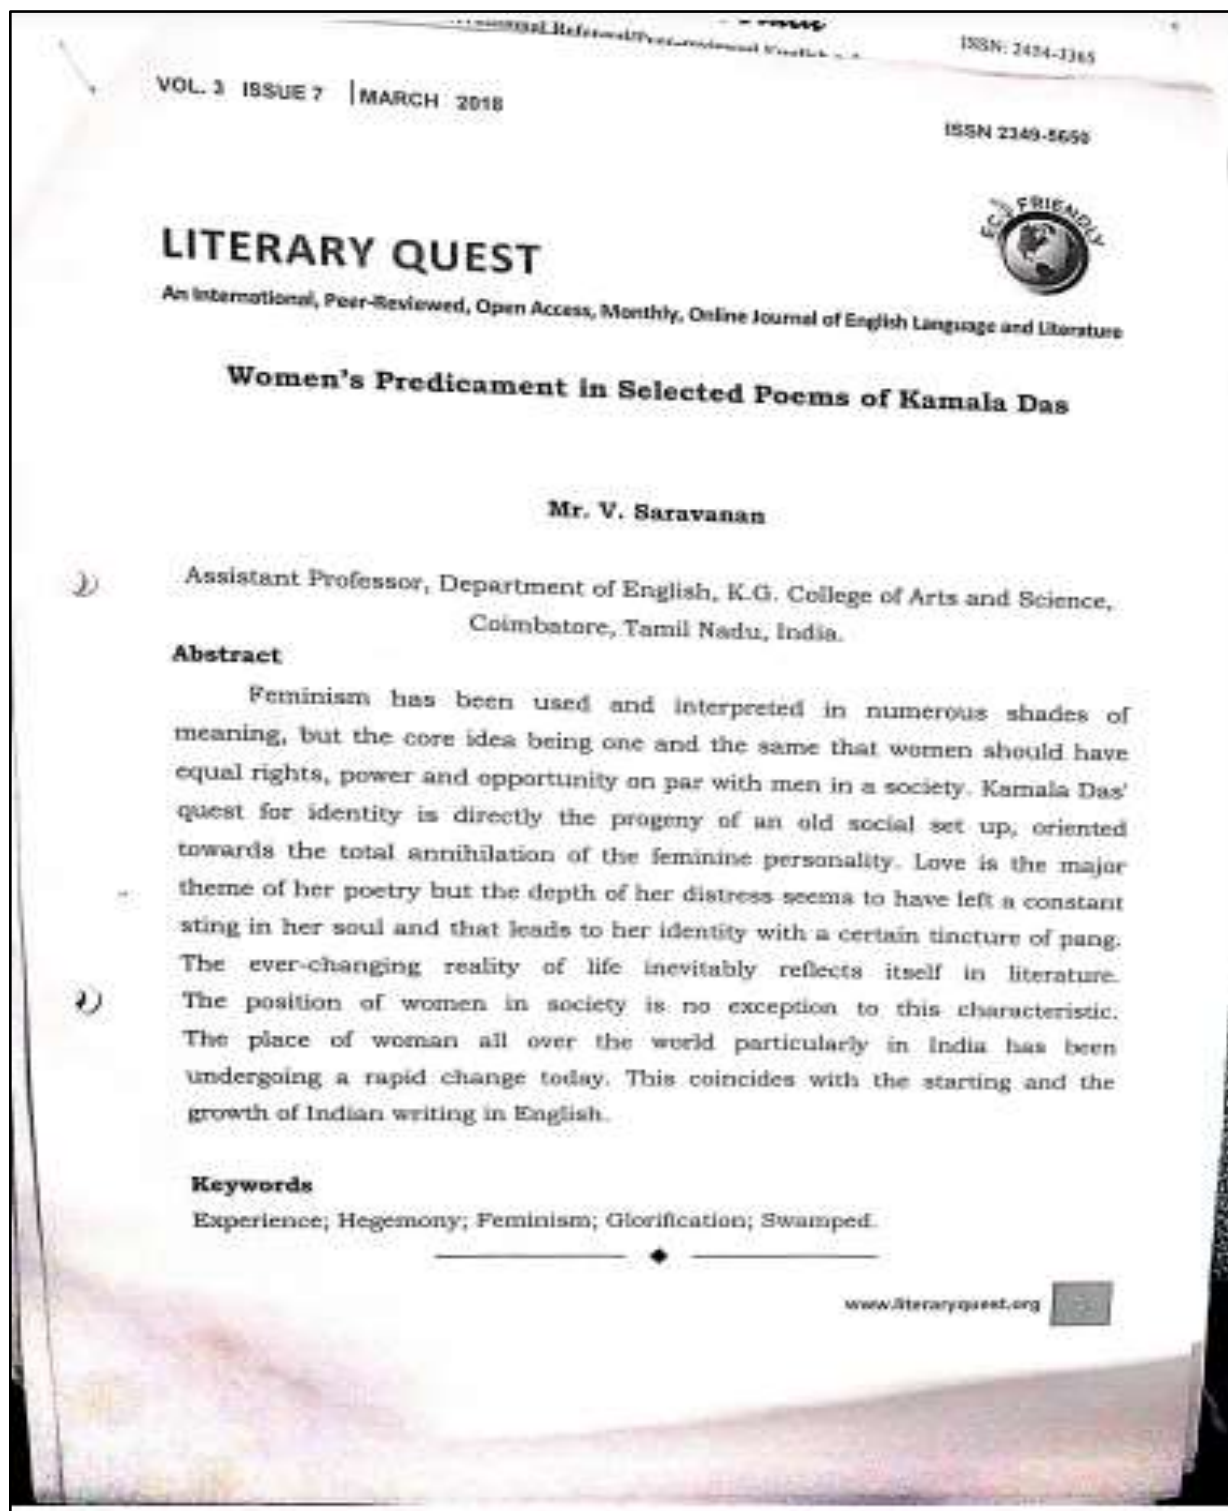 ISSN: 2454-3365
VOL. 3 ISSUE 7 | MARCH 2018
ISSN 2349-5650
ECO FRIENDLY
LITERARY QUEST
An International, Peer-Reviewed, Open Access, Monthly, Online Journal of English Language and Literature
Women's Predicament in Selected Poems of Kamala Das
Mr. V. Saravanan
Assistant Professor, Department of English, K.G. College of Arts and Science,
Coimbatore, Tamil Nadu, India.
Abstract
Feminism has been used and interpreted in numerous shades of
meaning, but the core idea being one and the same that women should have
equal rights, power and opportunity on par with men in a society. Kamala Das'
quest for identity is directly the progeny of an old social set up, oriented
towards the total annihilation of the feminine personality. Love is the major
theme of her poetry but the depth of her distress seems to have left a constant
sting in her soul and that leads to her identity with a certain tincture of pang.
The ever-changing reality of life inevitably reflects itself in literature.
The position of women in society is no exception to this characteristic.
The place of woman all over the world particularly in India has been
undergoing a rapid change today. This coincides with the starting and the
growth of Indian writing in English.
Keywords
Experience; Hegemony; Feminism; Glorification; Swamped.
www.literaryquest.org